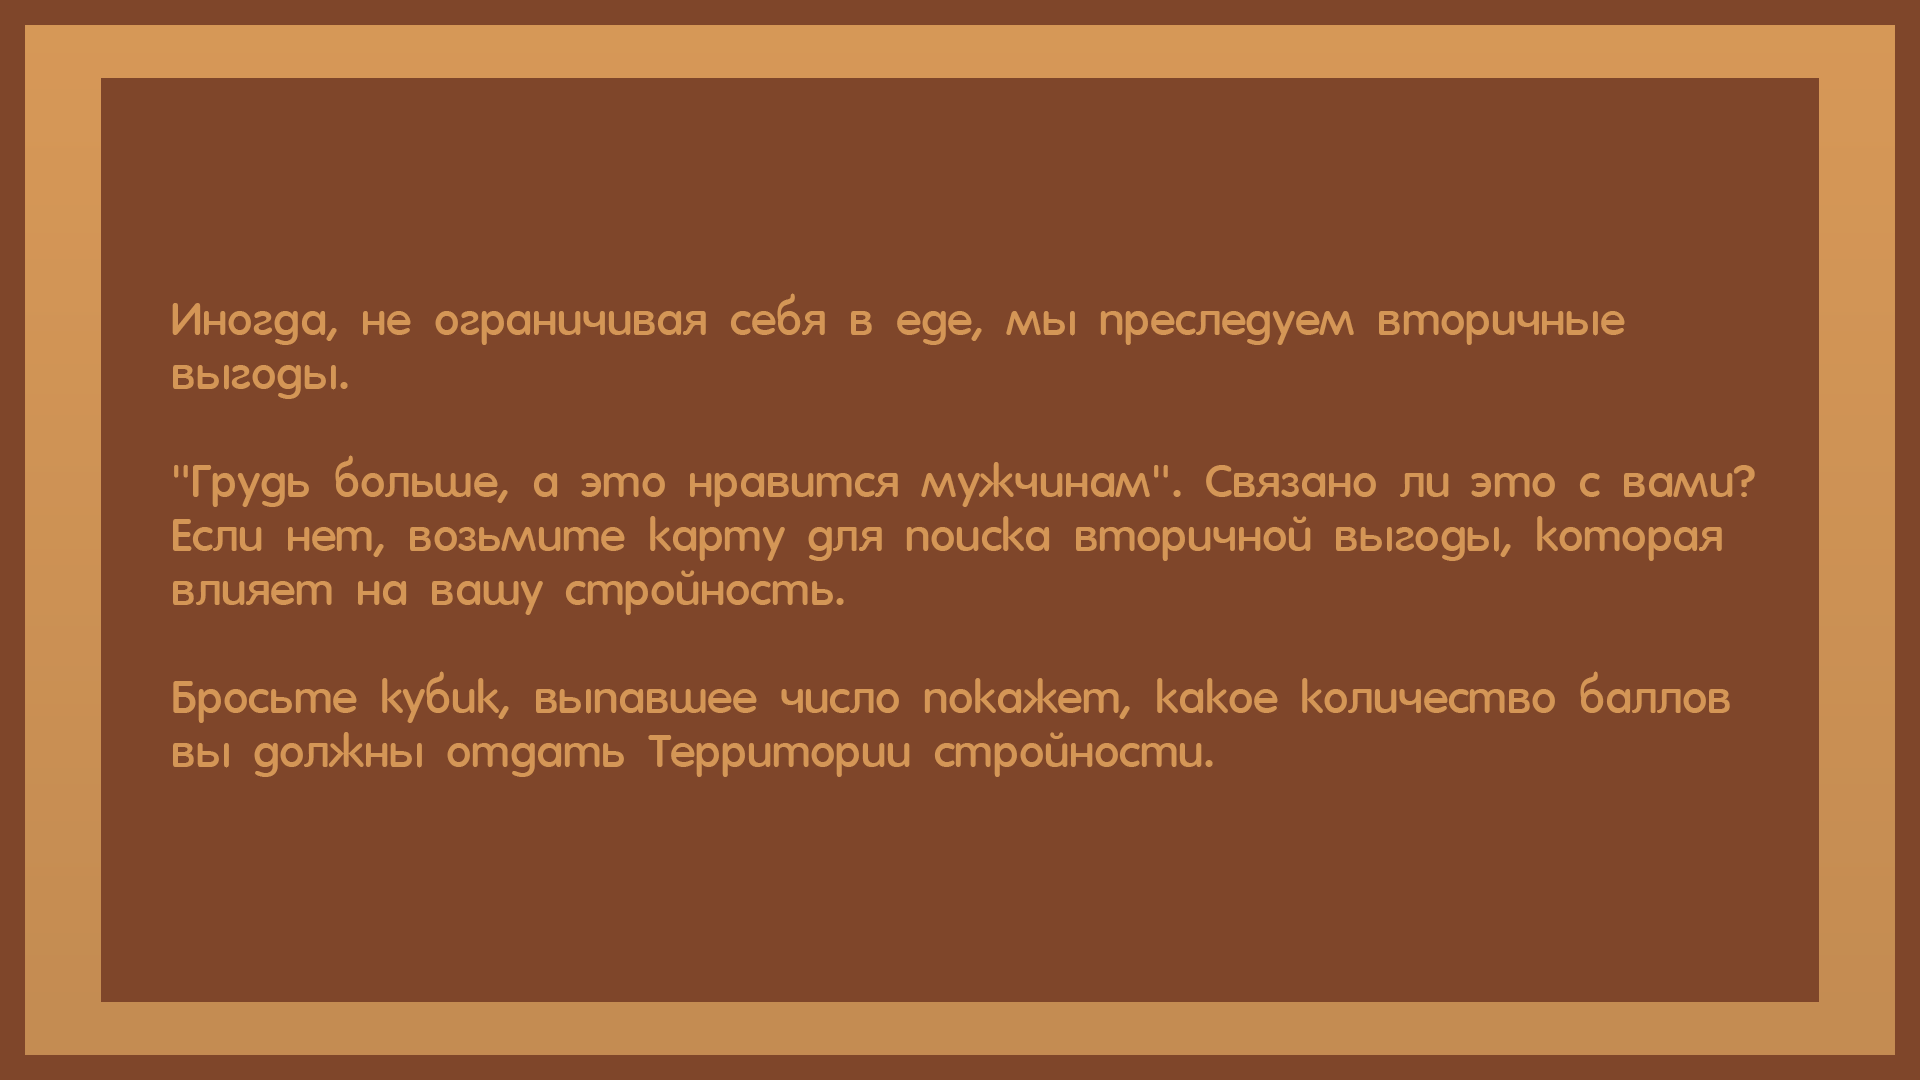 Иногда, не ограничивая себя в еде, мы преследуем вторичные
выгоды.
"Грудь больше, а это нравится мужчинам". Связано ли это с вами?
Если нет, возьмите карту для поиска вторичной выгоды, которая
влияет на вашу стройность.
Бросьте кубик, выпавшее число покажет, какое количество баллов
вы должны отдать Территории стройности.